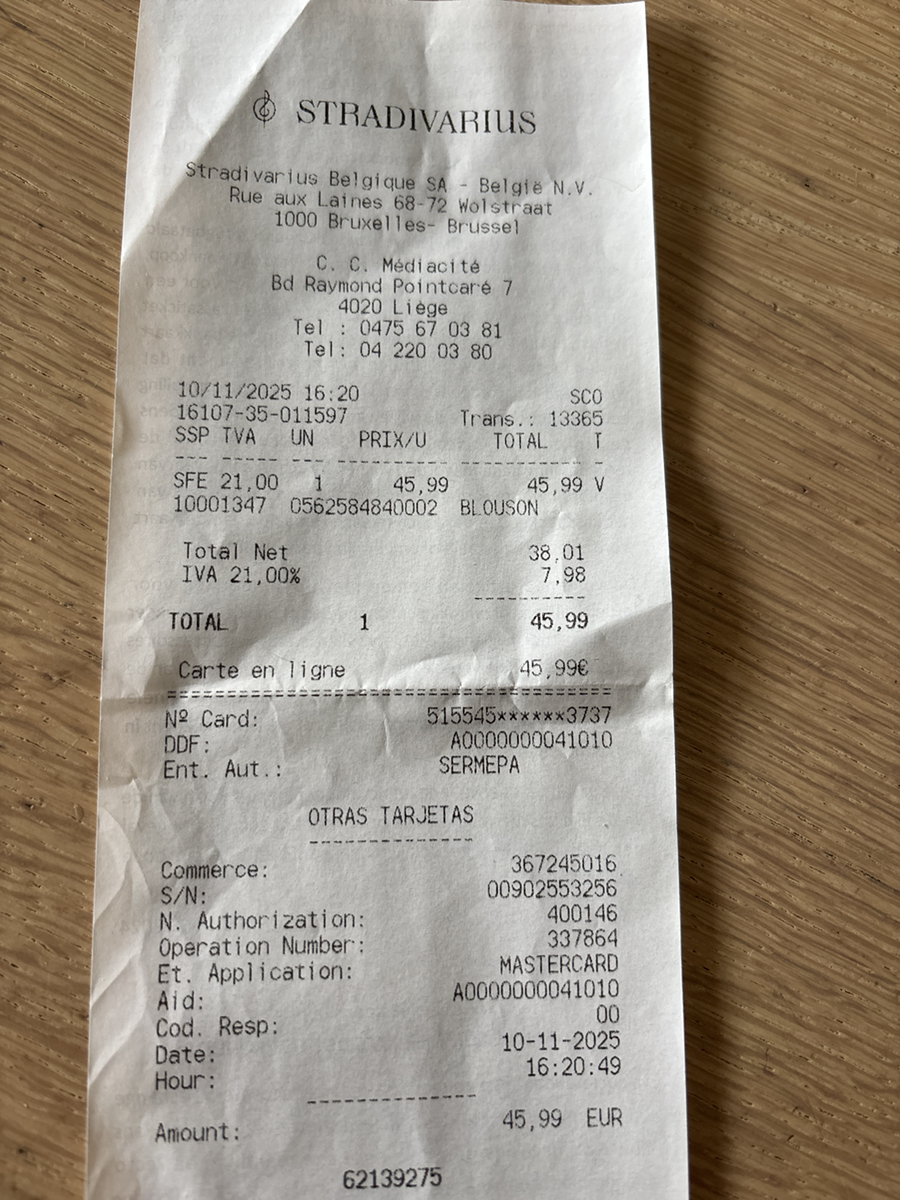 STRADIVARIUS
Stradivarius Belgique SA - België N.V.
Rue aux Laines 68-72 Wolstraat
1000 Bruxelles- Brussel
C. C. Médiacité
Bd Raymond Pointcaré 7
4020 Liège
Tel : 0475 67 03 81
Tel: 04 220 03 80
10/11/2025 16:20 SCO
16107-35-011597 Trans.: 13365
SSP TVA UN PRIX/U TOTAL T
--- ----- --- ---------- ---------- -
SFE 21,00 1 45,99 45,99 V
10001347 0562584840002 BLOUSON
Total Net 38,01
IVA 21,00% 7,98
----------
TOTAL 1 45,99
Carte en ligne 45,99€
========================================
Nº Card: 515545******3737
DDF: A0000000041010
Ent. Aut.: SERMEPA
OTRAS TARJETAS
--------------
Commerce: 367245016
S/N: 00902553256
N. Authorization: 400146
Operation Number: 337864
Et. Application: MASTERCARD
Aid: A0000000041010
Cod. Resp: 00
Date: 10-11-2025
Hour: 16:20:49
--------------
Amount: 45,99 EUR
62139275